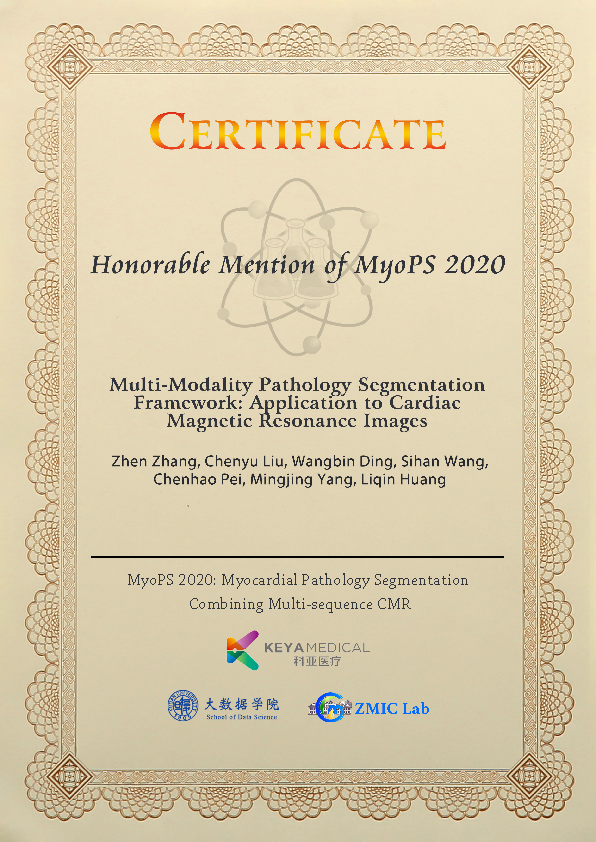 CERTIFICATE
Honorable Mention of MyoPS 2020
Multi-Modality Pathology Segmentation
Framework: Application to Cardiac
Magnetic Resonance Images
Zhen Zhang, Chenyu Liu, Wangbin Ding, Sihan Wang,
Chenhao Pei, Mingjing Yang, Liqin Huang
MyoPS 2020: Myocardial Pathology Segmentation
Combining Multi-sequence CMR
KEYA MEDICAL
科亚医疗
大数据学院
School of Data Science
ZMIC Lab